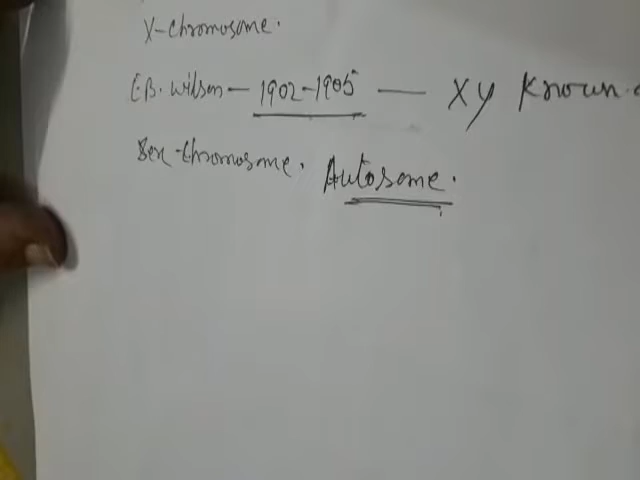 X-chromosome.
E.B. Wilson — 1902-1905 — XY Known
Sex-chromosome. Autosome.